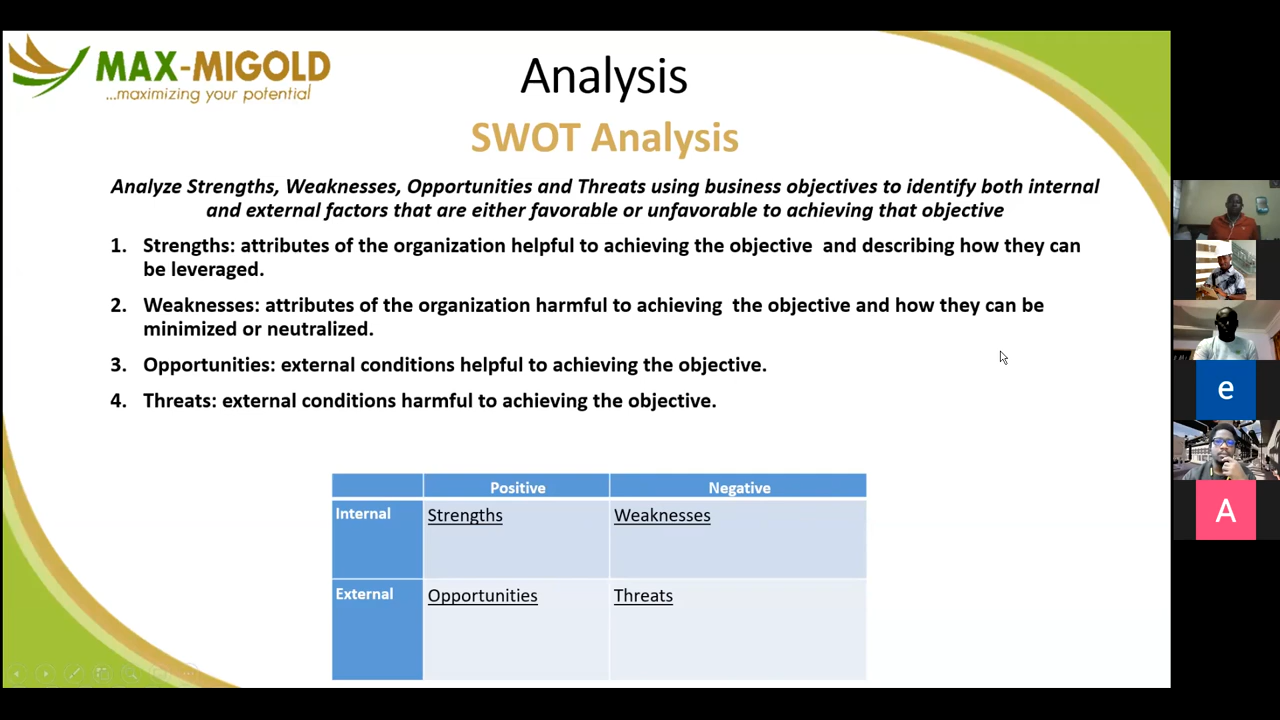 MAX-MIGOLD
...maximizing your potential
Analysis
SWOT Analysis
Analyze Strengths, Weaknesses, Opportunities and Threats using business objectives to identify both internal
and external factors that are either favorable or unfavorable to achieving that objective
1. Strengths: attributes of the organization helpful to achieving the objective and describing how they can
be leveraged.
2. Weaknesses: attributes of the organization harmful to achieving the objective and how they can be
minimized or neutralized.
3. Opportunities: external conditions helpful to achieving the objective.
4. Threats: external conditions harmful to achieving the objective.
Positive Negative
Internal Strengths Weaknesses
External Opportunities Threats
e
A